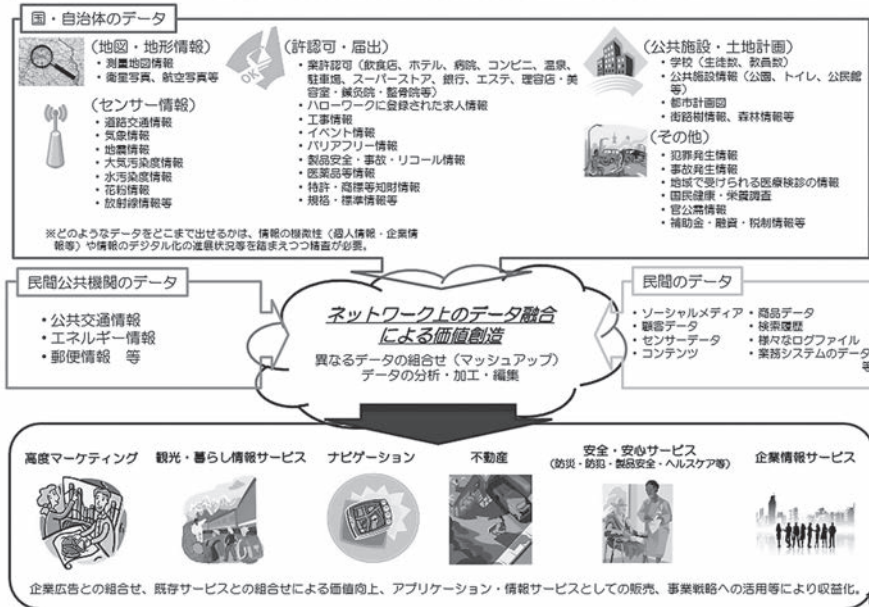 国・自治体のデータ
(地図・地形情報)
・測量地図情報
・衛星写真、航空写真等
(センサー情報)
・道路交通情報
・気象情報
・地震情報
・大気汚染度情報
・水汚染度情報
・花粉情報
・放射線情報等
(許認可・届出)
・業許認可(飲食店、ホテル、病院、コンビニ、温泉、
駐車場、スーパーストア、銀行、エステ、理容店・美
容室・鍼灸院・整骨院等)
・ハローワークに登録された求人情報
・工事情報
・イベント情報
・バリアフリー情報
・製品安全・事故・リコール情報
・医薬品等情報
・特許・商標等知財情報
・規格・標準情報等
(公共施設・土地計画)
・学校(生徒数、教員数)
・公共施設情報(公園、トイレ、公民館
等)
・都市計画図
・街路樹情報、森林情報等
(その他)
・犯罪発生情報
・事故発生情報
・地域で受けられる医療検診の情報
・国民健康・栄養調査
・官公需情報
・補助金・融資・税制情報等
※どのようなデータをどこまで出せるかは、情報の機微性(個人情報・企業情
報等)や情報のデジタル化の進展状況等を踏まえつつ精査が必要。
民間公共機関のデータ
・公共交通情報
・エネルギー情報
・郵便情報 等
ネットワーク上のデータ融合
による価値創造
異なるデータの組合せ(マッシュアップ)
データの分析・加工・編集
民間のデータ
・ソーシャルメディア
・顧客データ
・センサーデータ
・コンテンツ
・商品データ
・検索履歴
・様々なログファイル
・業務システムのデータ
等
高度マーケティング
観光・暮らし情報サービス
ナビゲーション
不動産
安全・安心サービス
(防災・防犯・製品安全・ヘルスケア等)
企業情報サービス
企業広告との組合せ、既存サービスとの組合せによる価値向上、アプリケーション・情報サービスとしての販売、事業戦略への活用等により収益化。
OK